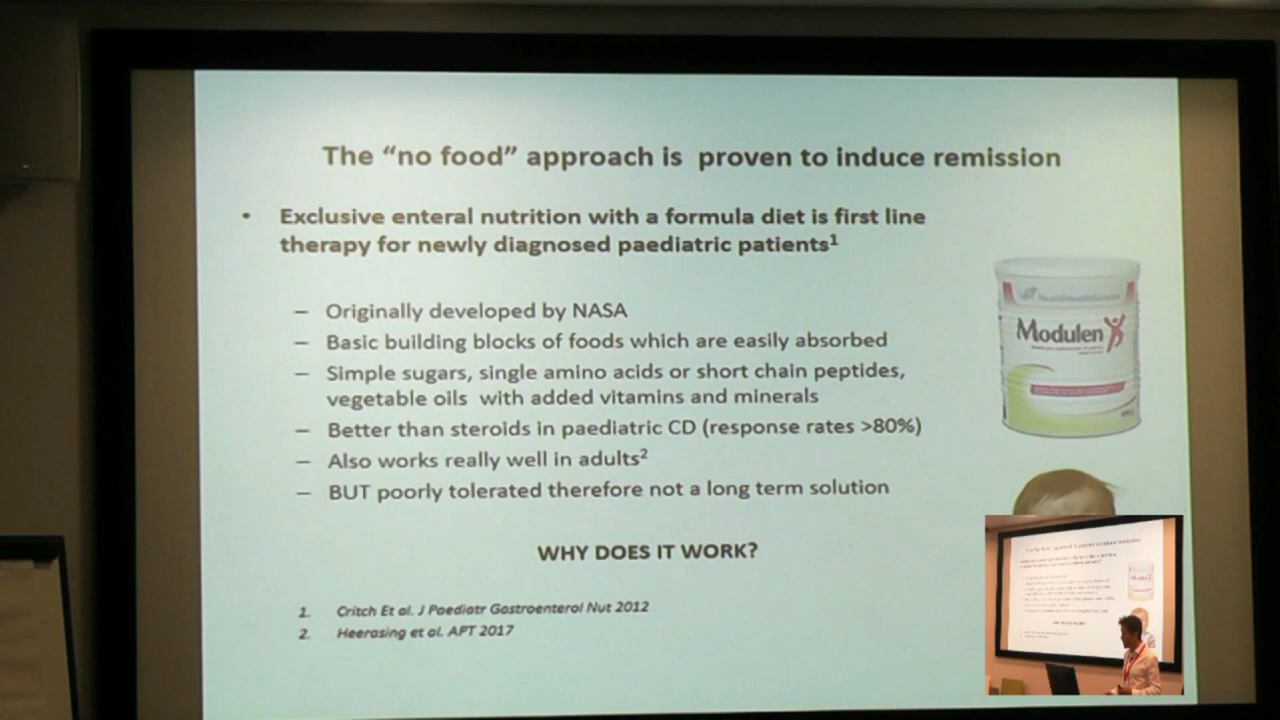 The “no food” approach is proven to induce remission
• Exclusive enteral nutrition with a formula diet is first line
therapy for newly diagnosed paediatric patients1
– Originally developed by NASA
– Basic building blocks of foods which are easily absorbed
– Simple sugars, single amino acids or short chain peptides,
vegetable oils with added vitamins and minerals
– Better than steroids in paediatric CD (response rates >80%)
– Also works really well in adults2
– BUT poorly tolerated therefore not a long term solution
NestléHealthScience
Modulen
WHY DOES IT WORK?
1. Critch Et al. J Paediatr Gastroenterol Nut 2012
2. Heerasing et al. APT 2017